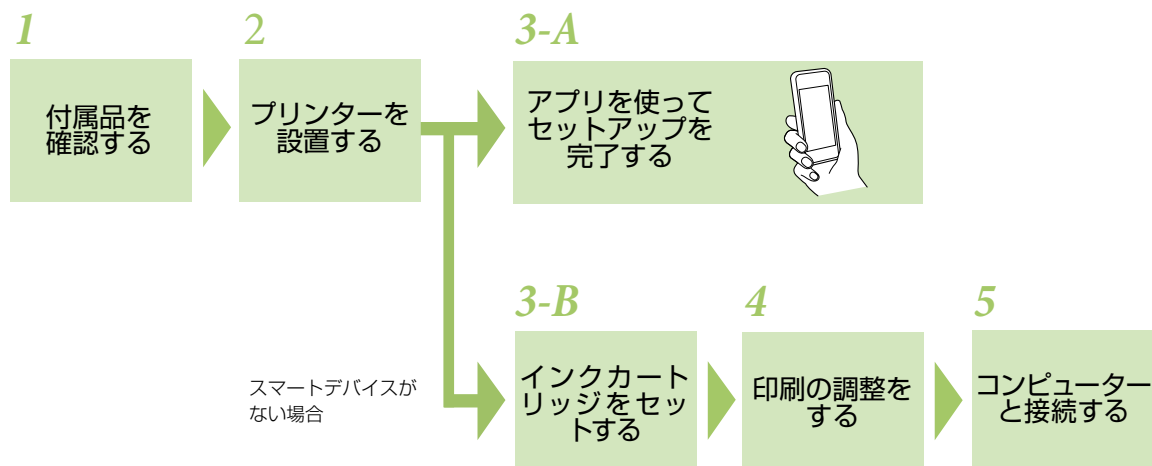 1
付属品を
確認する
2
プリンターを
設置する
3-A
アプリを使って
セットアップを
完了する
スマートデバイスが
ない場合
3-B
インクカート
リッジをセッ
トする
4
印刷の調整を
する
5
コンピューター
と接続する